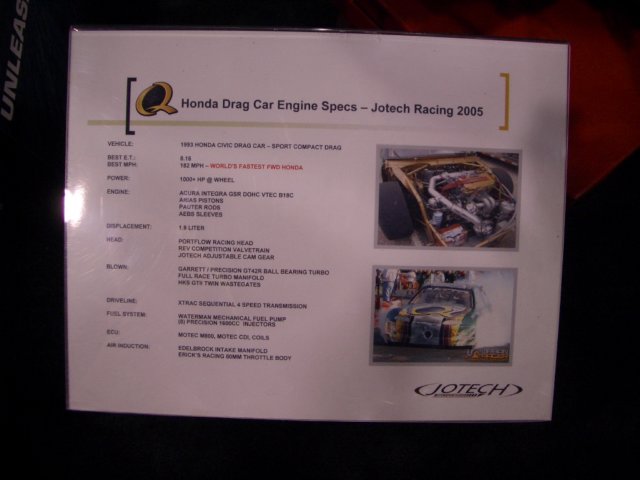 UNLEAS
Q Honda Drag Car Engine Specs – Jotech Racing 2005
VEHICLE: 1993 HONDA CIVIC DRAG CAR – SPORT COMPACT DRAG
BEST E.T.: 8.16
BEST MPH: 182 MPH – WORLD'S FASTEST FWD HONDA
POWER: 1000+ HP @ WHEEL
ENGINE: ACURA INTEGRA GSR DOHC VTEC B18C
ARIAS PISTONS
PAUTER RODS
AEBS SLEEVES
DISPLACEMENT: 1.9 LITER
HEAD: PORTFLOW RACING HEAD
REV COMPETITION VALVETRAIN
JOTECH ADJUSTABLE CAM GEAR
BLOWN: GARRETT / PRECISION GT42R BALL BEARING TURBO
FULL RACE TURBO MANIFOLD
HKS GTII TWIN WASTEGATES
DRIVELINE: XTRAC SEQUENTIAL 4 SPEED TRANSMISSION
FUEL SYSTEM: WATERMAN MECHANICAL FUEL PUMP
(8) PRECISION 1600CC INJECTORS
ECU: MOTEC M800, MOTEC CDI, COILS
AIR INDUCTION: EDELBROCK INTAKE MANIFOLD
ERICK'S RACING 80MM THROTTLE BODY
JOTECH